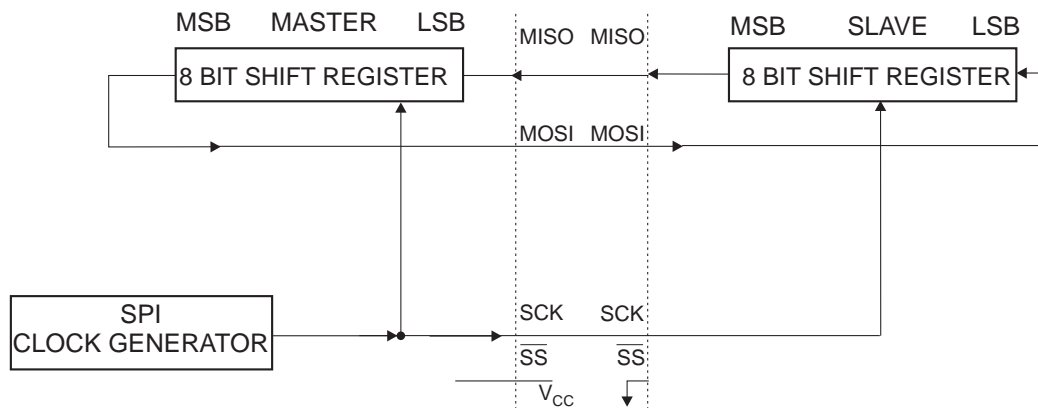 MSB MASTER LSB
8 BIT SHIFT REGISTER
MISO MISO
MSB SLAVE LSB
8 BIT SHIFT REGISTER
MOSI MOSI
SPI
CLOCK GENERATOR
SCK SCK
SS SS
VCC